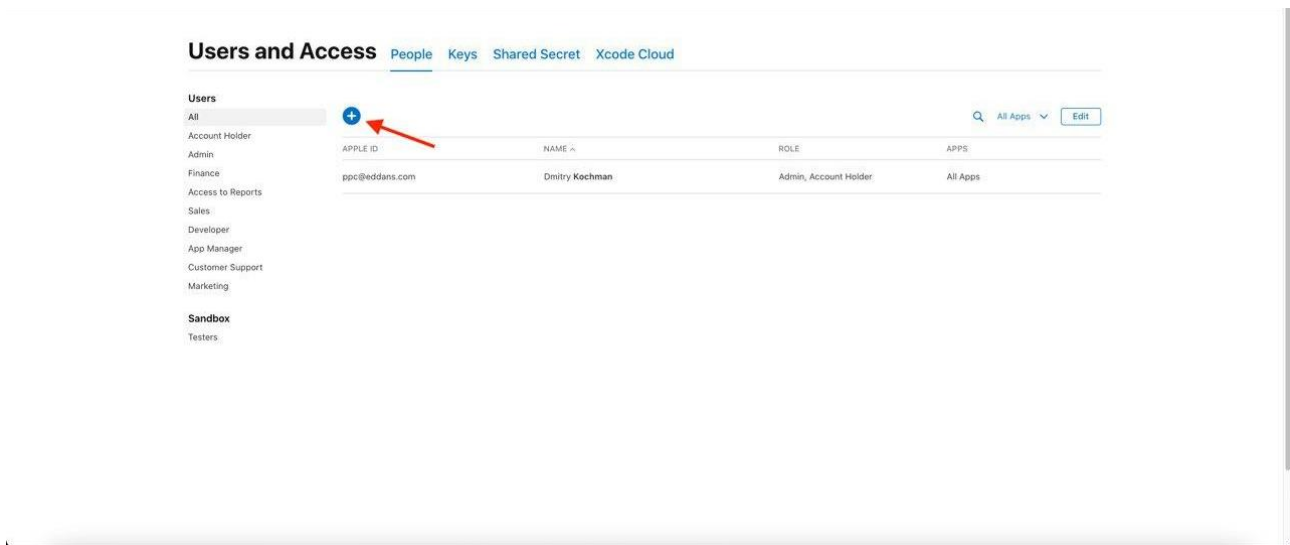 Users and Access People Keys Shared Secret Xcode Cloud
Users
All
Account Holder
Admin
Finance
Access to Reports
Sales
Developer
App Manager
Customer Support
Marketing
Sandbox
Testers
All Apps Edit
APPLE ID NAME ROLE APPS
ppc@eddans.com Dmitry Kochman Admin, Account Holder All Apps